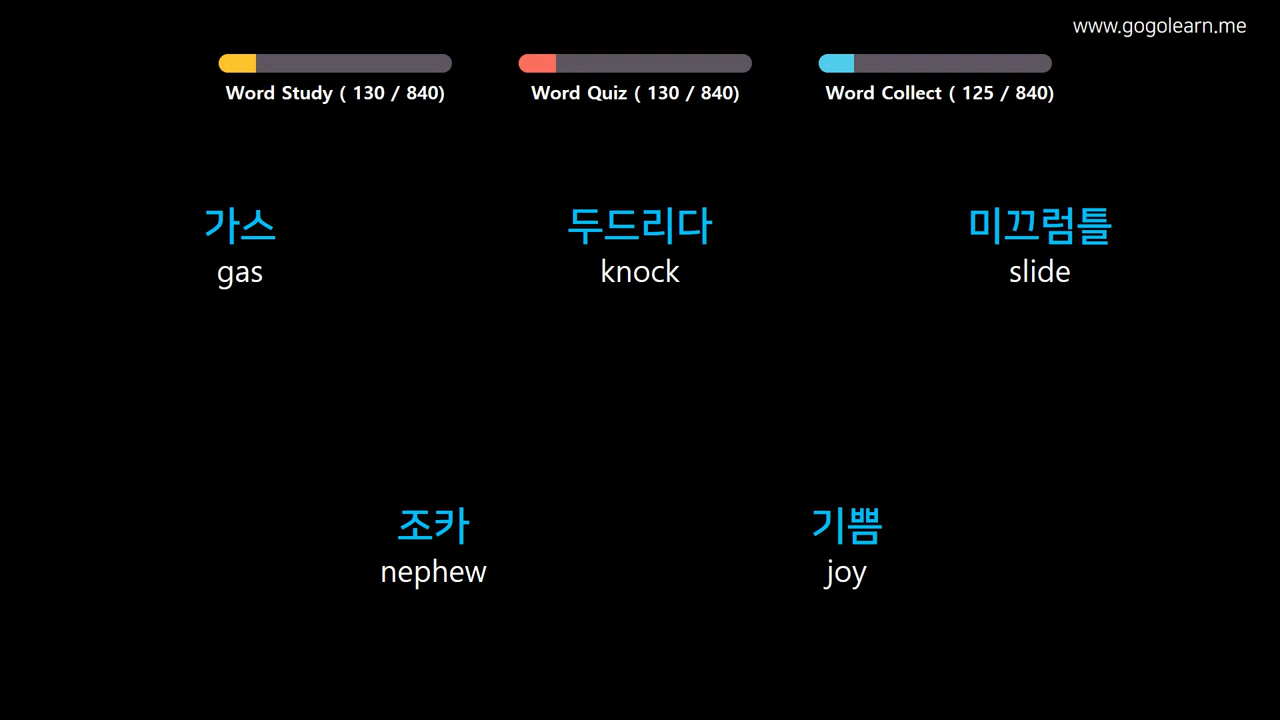 www.gogolearn.me
Word Study ( 130 / 840)
Word Quiz ( 130 / 840)
Word Collect ( 125 / 840)
가스
gas
두드리다
knock
미끄럼틀
slide
조카
nephew
기쁨
joy